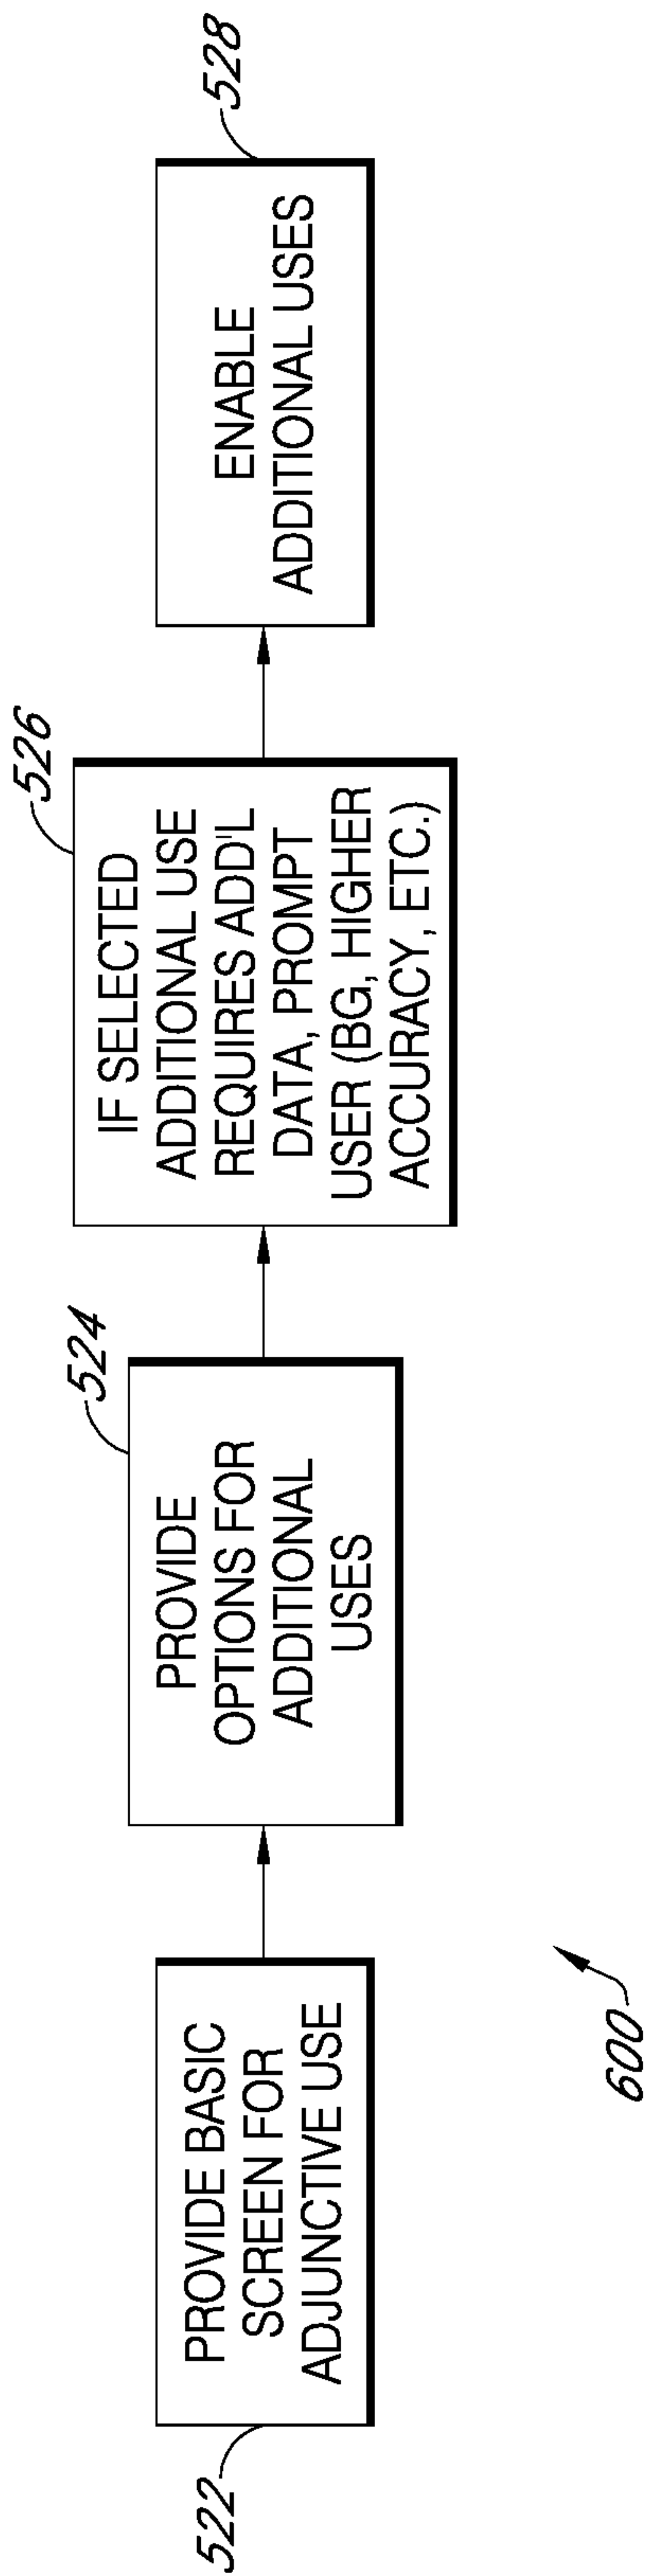 522
PROVIDE BASIC
SCREEN FOR
ADJUNCTIVE USE
524
PROVIDE
OPTIONS FOR
ADDITIONAL
USES
526
IF SELECTED
ADDITIONAL USE
REQUIRES ADD'L
DATA, PROMPT
USER (BG, HIGHER
ACCURACY, ETC.)
528
ENABLE
ADDITIONAL USES
600